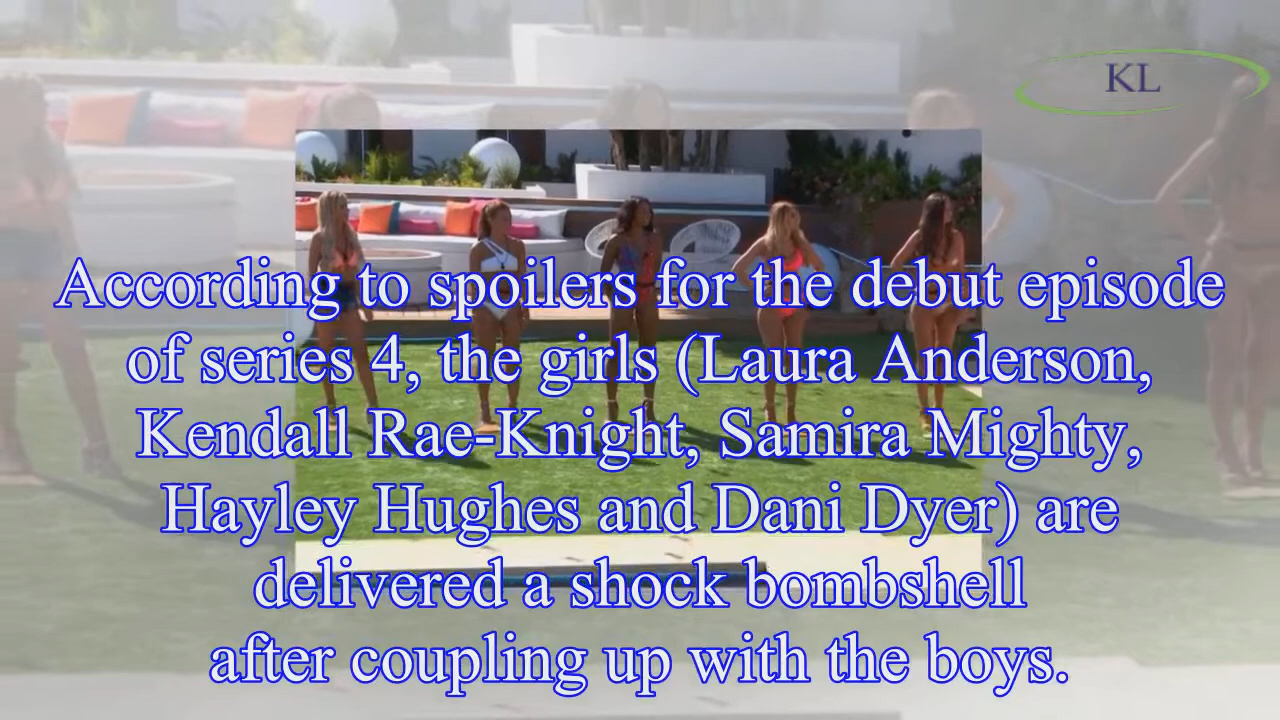 KL
According to spoilers for the debut episode
of series 4, the girls (Laura Anderson,
Kendall Rae-Knight, Samira Mighty,
Hayley Hughes and Dani Dyer) are
delivered a shock bombshell
after coupling up with the boys.